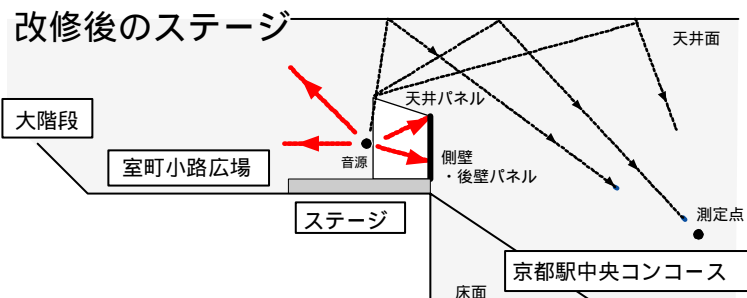 改修後のステージ
天井面
天井パネル
大階段
音源
側壁
・後壁パネル
室町小路広場
ステージ
測定点
京都駅中央コンコース
床面